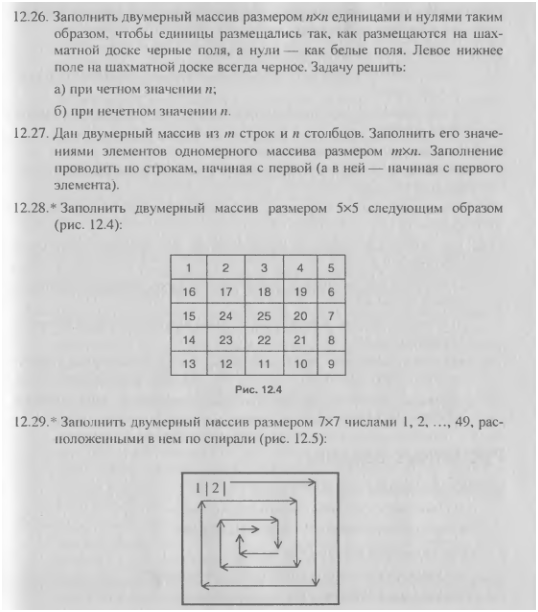 12.26. Заполнить двумерный массив размером n×n единицами и нулями таким
образом, чтобы единицы размещались так, как размещаются на шах-
матной доске черные поля, а нули — как белые поля. Левое нижнее
поле на шахматной доске всегда черное. Задачу решить:
а) при четном значении n;
б) при нечетном значении n.
12.27. Дан двумерный массив из m строк и n столбцов. Заполнить его значе-
ниями элементов одномерного массива размером m×n. Заполнение
проводить по строкам, начиная с первой (а в ней — начиная с первого
элемента).
12.28.* Заполнить двумерный массив размером 5×5 следующим образом
(рис. 12.4):
1 2 3 4 5
16 17 18 19 6
15 24 25 20 7
14 23 22 21 8
13 12 11 10 9
Рис. 12.4
12.29.* Заполнить двумерный массив размером 7×7 числами 1, 2, ..., 49, рас-
положенными в нем по спирали (рис. 12.5):
1 | 2 |